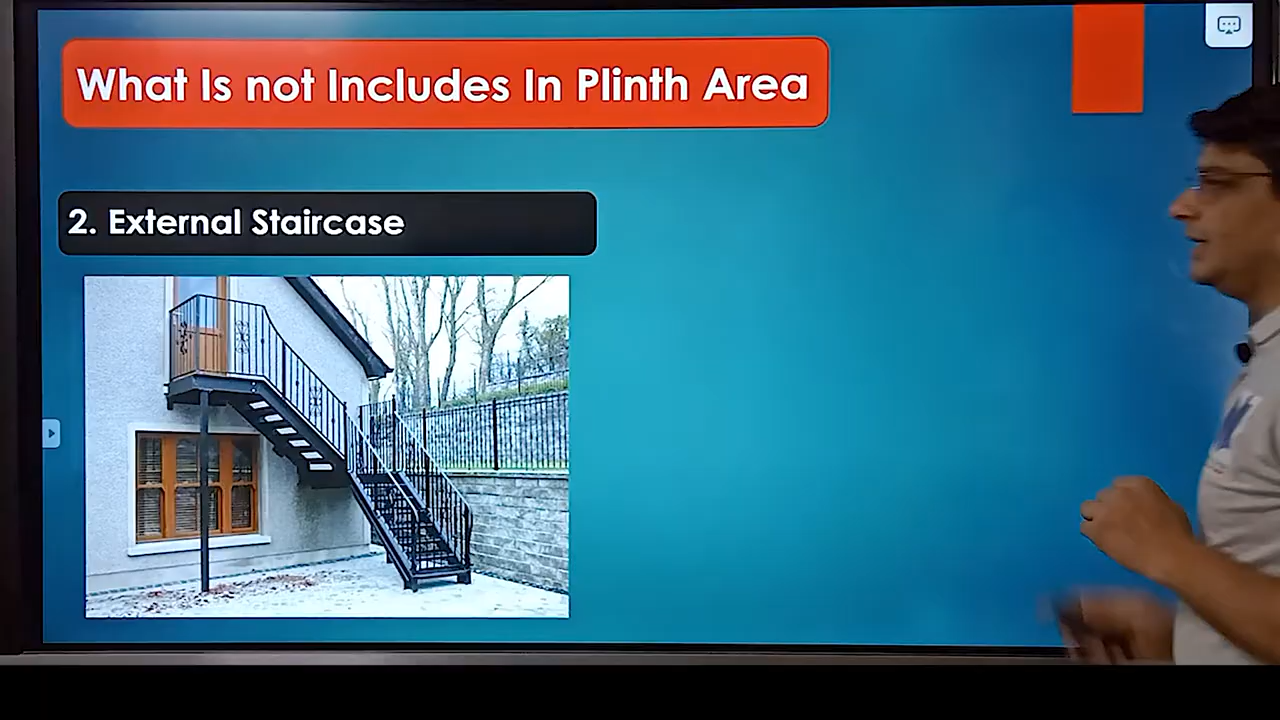 What Is not Includes In Plinth Area
2. External Staircase